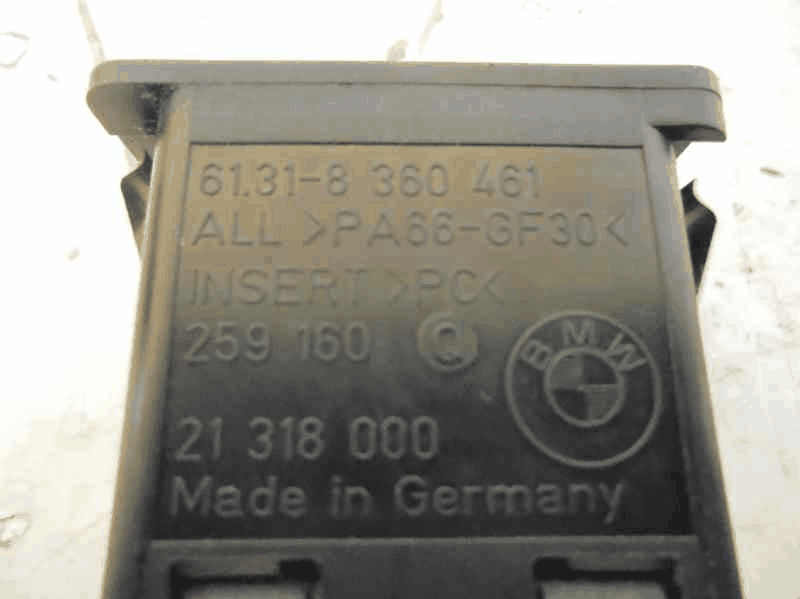 61.31-8 360 461
ALL >PA66-GF30<
INSERT >PC<
259 160 Q
BMW
21 318 000
Made in Germany